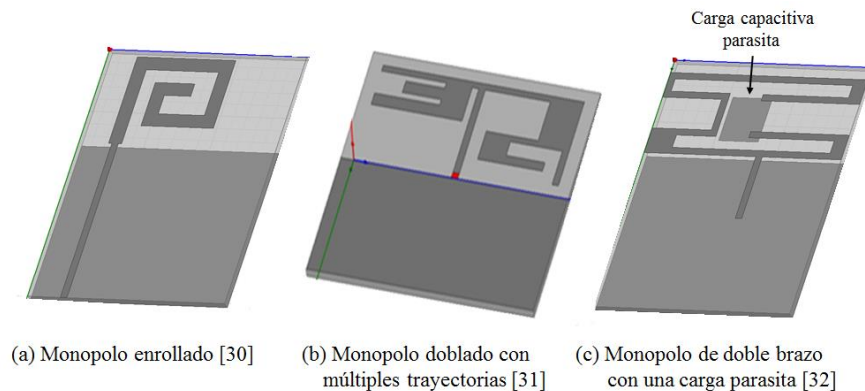 Carga capacitiva
parasita
(a) Monopolo enrollado [30]
(b) Monopolo doblado con
múltiples trayectorias [31]
(c) Monopolo de doble brazo
con una carga parasita [32]